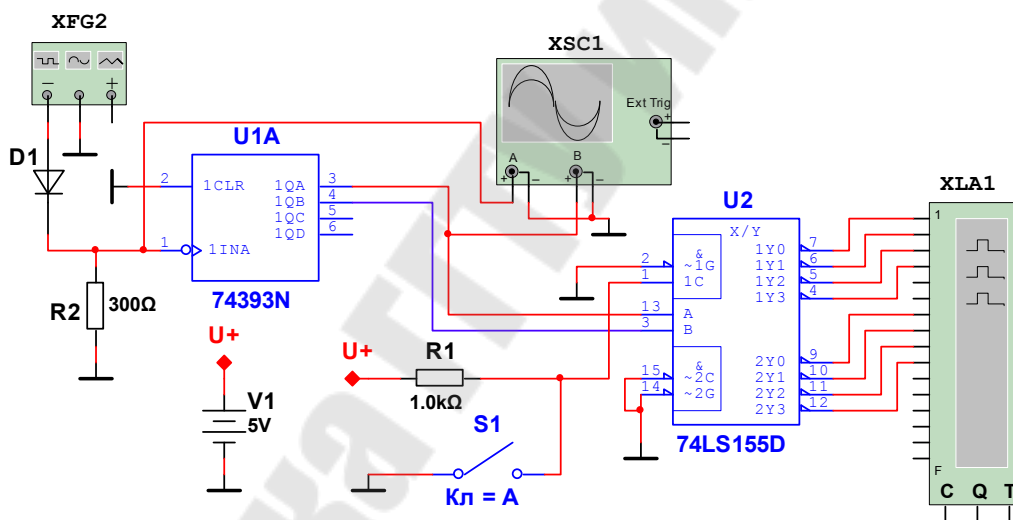 XFG2
XSC1
Ext Trig
+
−
A
B
+ − + −
− +
D1
U1A
2 1CLR 1QA 3
1QB 4
1QC 5
1QD 6
1 1INA
74393N
R2 300Ω
U+
V1
5V
U+
R1
1.0kΩ
S1
Кл = A
U2
X/Y
&
2 ~1G
1 1C
13 A
3 B
&
15 ~2C
14 ~2G
1Y0 7
1Y1 6
1Y2 5
1Y3 4
2Y0 9
2Y1 10
2Y2 11
2Y3 12
74LS155D
XLA1
1
F
C Q T